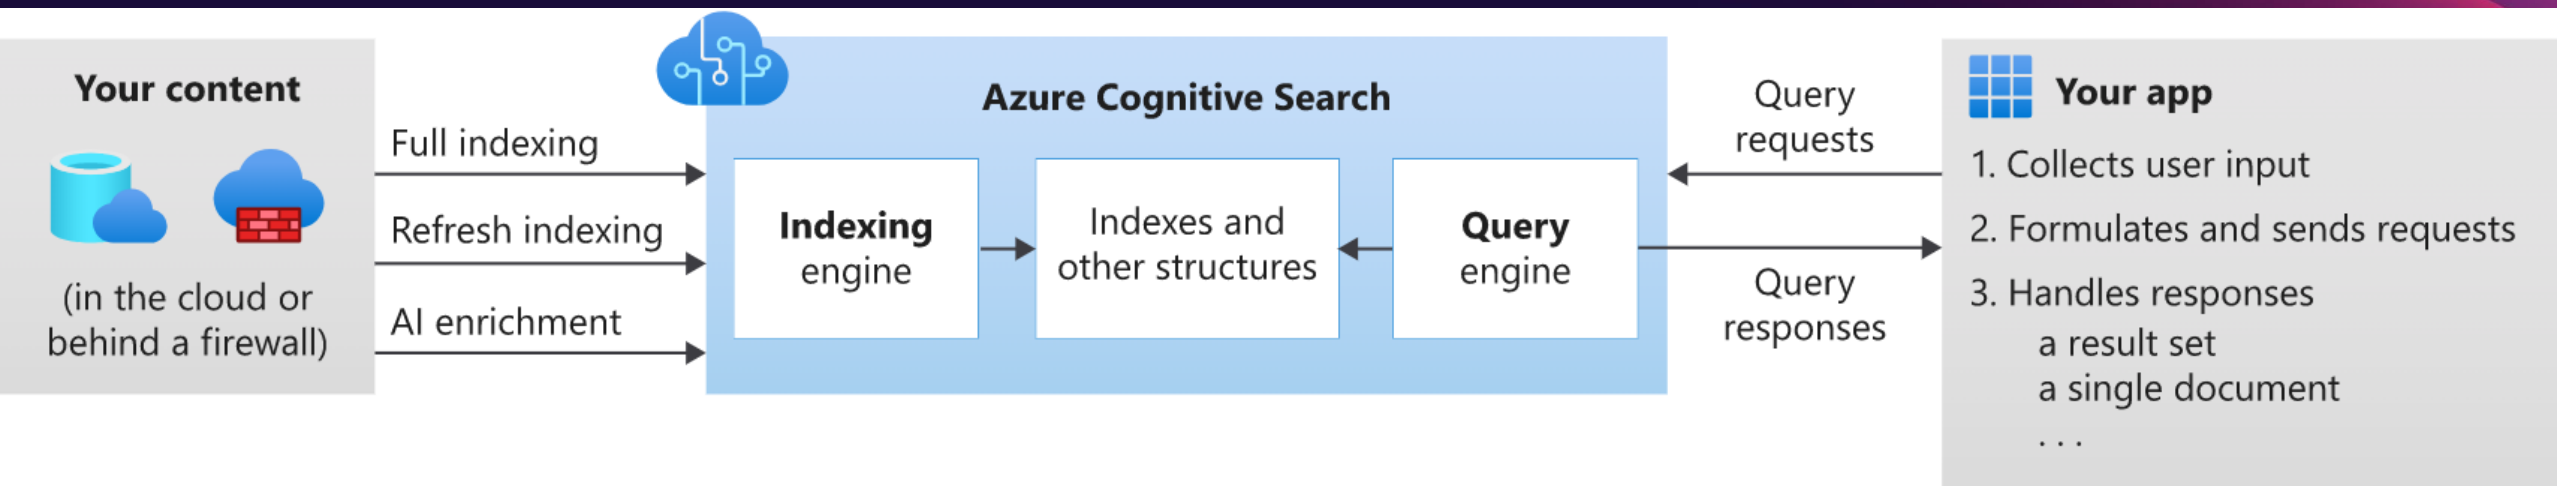 Your content
(in the cloud or
behind a firewall)
Full indexing
Refresh indexing
AI enrichment
Azure Cognitive Search
Indexing
engine
Indexes and
other structures
Query
engine
Query
requests
Query
responses
Your app
1. Collects user input
2. Formulates and sends requests
3. Handles responses
a result set
a single document
. . .